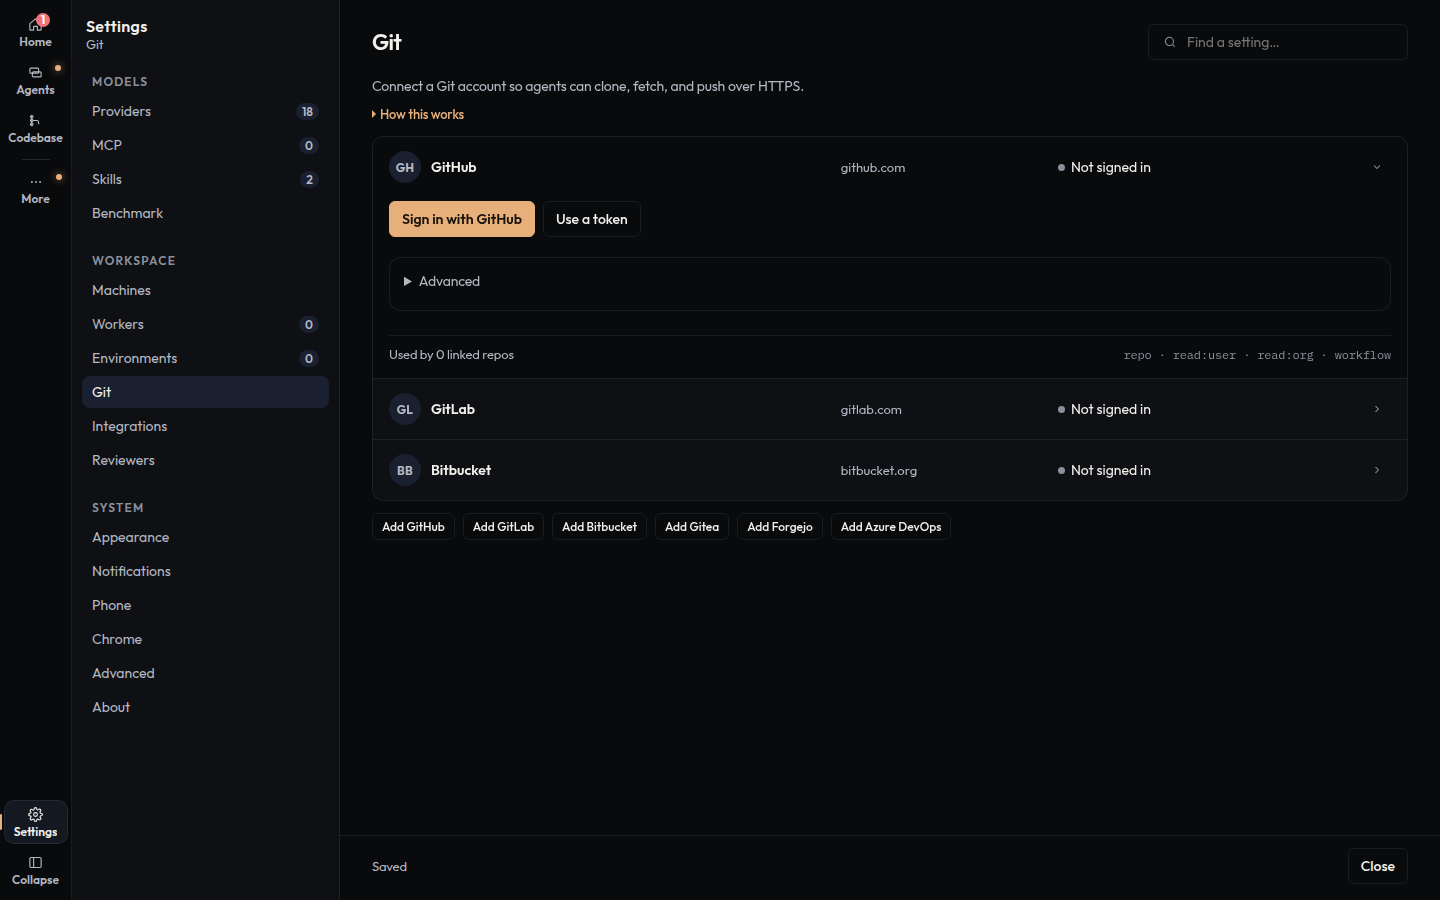 1
Home
Agents
Codebase
More
Settings
Collapse
Settings
Git
MODELS
Providers 18
MCP 0
Skills 2
Benchmark
WORKSPACE
Machines
Workers 0
Environments 0
Git
Integrations
Reviewers
SYSTEM
Appearance
Notifications
Phone
Chrome
Advanced
About
Git
Find a setting...
Connect a Git account so agents can clone, fetch, and push over HTTPS.
How this works
GH GitHub github.com Not signed in
Sign in with GitHub Use a token
Advanced
Used by 0 linked repos repo · read:user · read:org · workflow
GL GitLab gitlab.com Not signed in
BB Bitbucket bitbucket.org Not signed in
Add GitHub Add GitLab Add Bitbucket Add Gitea Add Forgejo Add Azure DevOps
Saved Close